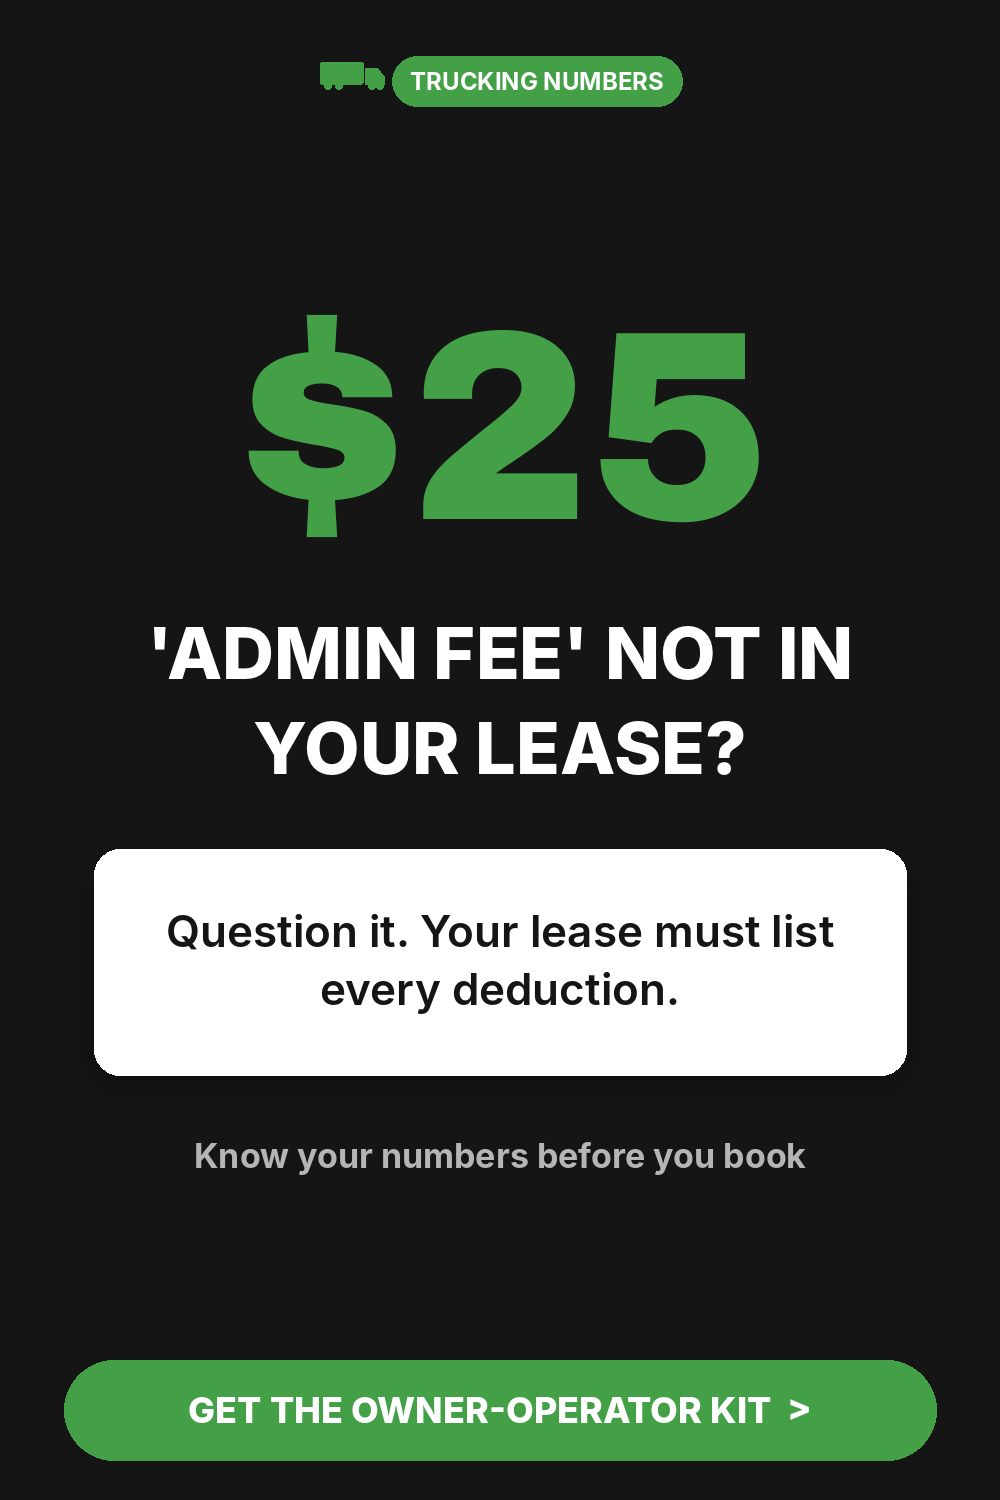 TRUCKING NUMBERS
$25
'ADMIN FEE' NOT IN
YOUR LEASE?
Question it. Your lease must list
every deduction.
Know your numbers before you book
GET THE OWNER-OPERATOR KIT >